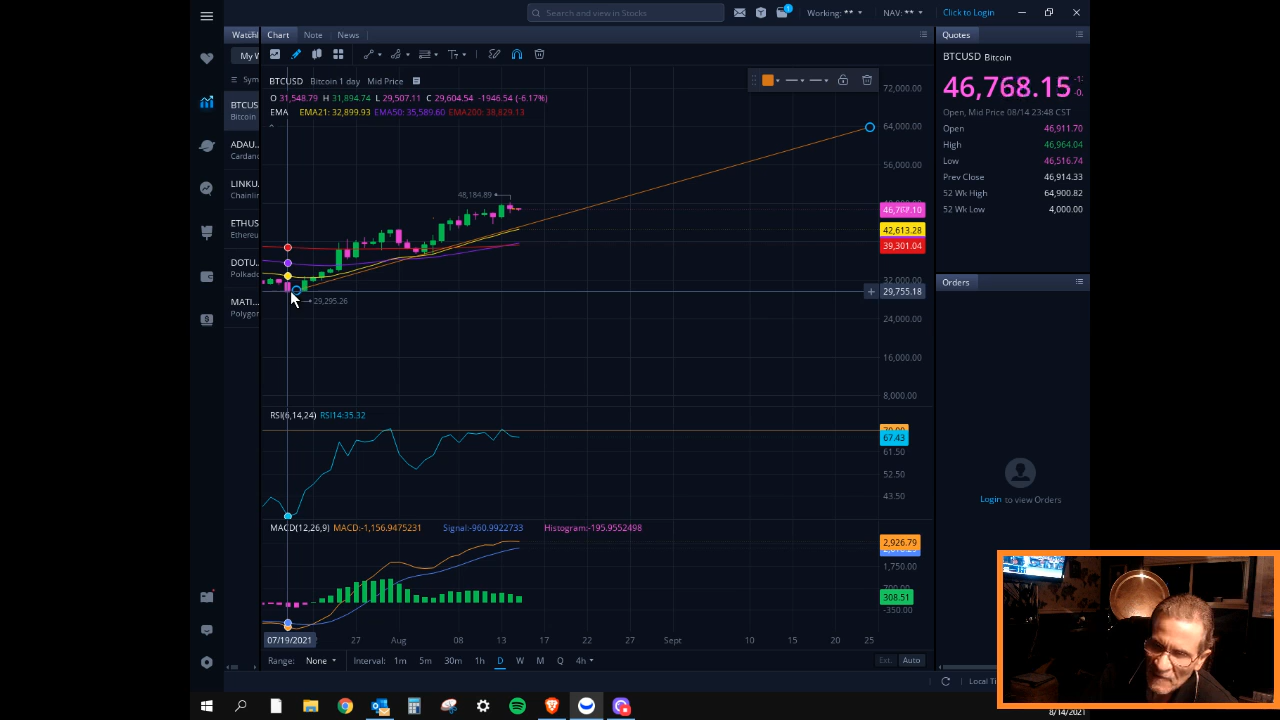 Search and view in Stocks
1
Working: **
NAV: **
Click to Login
Chart
Note
News
Quotes
My W
BTCUSD Bitcoin
46,768.15
Open, Mid Price 08/14 23:48 CST
Open 46,911.70
High 46,964.04
Low 46,516.74
Prev Close 46,914.33
52 Wk High 64,900.82
52 Wk Low 4,000.00
Sym
BTCUS...
Bitcoin
ADAU...
Cardano
LINKU...
Chainlin
ETHUS
Ethereu
DOTU...
Polkado
MATI...
Polygon
BTCUSD Bitcoin 1 day Mid Price
O 31,548.79 H 31,894.74 L 29,507.11 C 29,604.54 -1946.54 (-6.17%)
EMA EMA21: 32,899.93 EMA50: 35,589.60 EMA200: 38,829.13
72,000.00
64,000.00
56,000.00
48,184.89
42,613.28
39,301.04
32,000.00
29,755.18
29,295.26
24,000.00
16,000.00
8,000.00
Orders
Login to view Orders
RSI(6,14,24) RSI14:35.32
70.00
67.43
61.50
52.50
43.50
MACD(12,26,9) MACD:-1,156.9475231 Signal:-960.9922733 Histogram:-195.9552498
2,926.79
1,750.00
308.51
-350.00
07/19/2021 27 Aug 08 13 17 22 27 Sept 10 15 20 25
Range: None Interval: 1m 5m 30m 1h D W M Q 4h Ext. Auto
Local Ti
8/14/2021